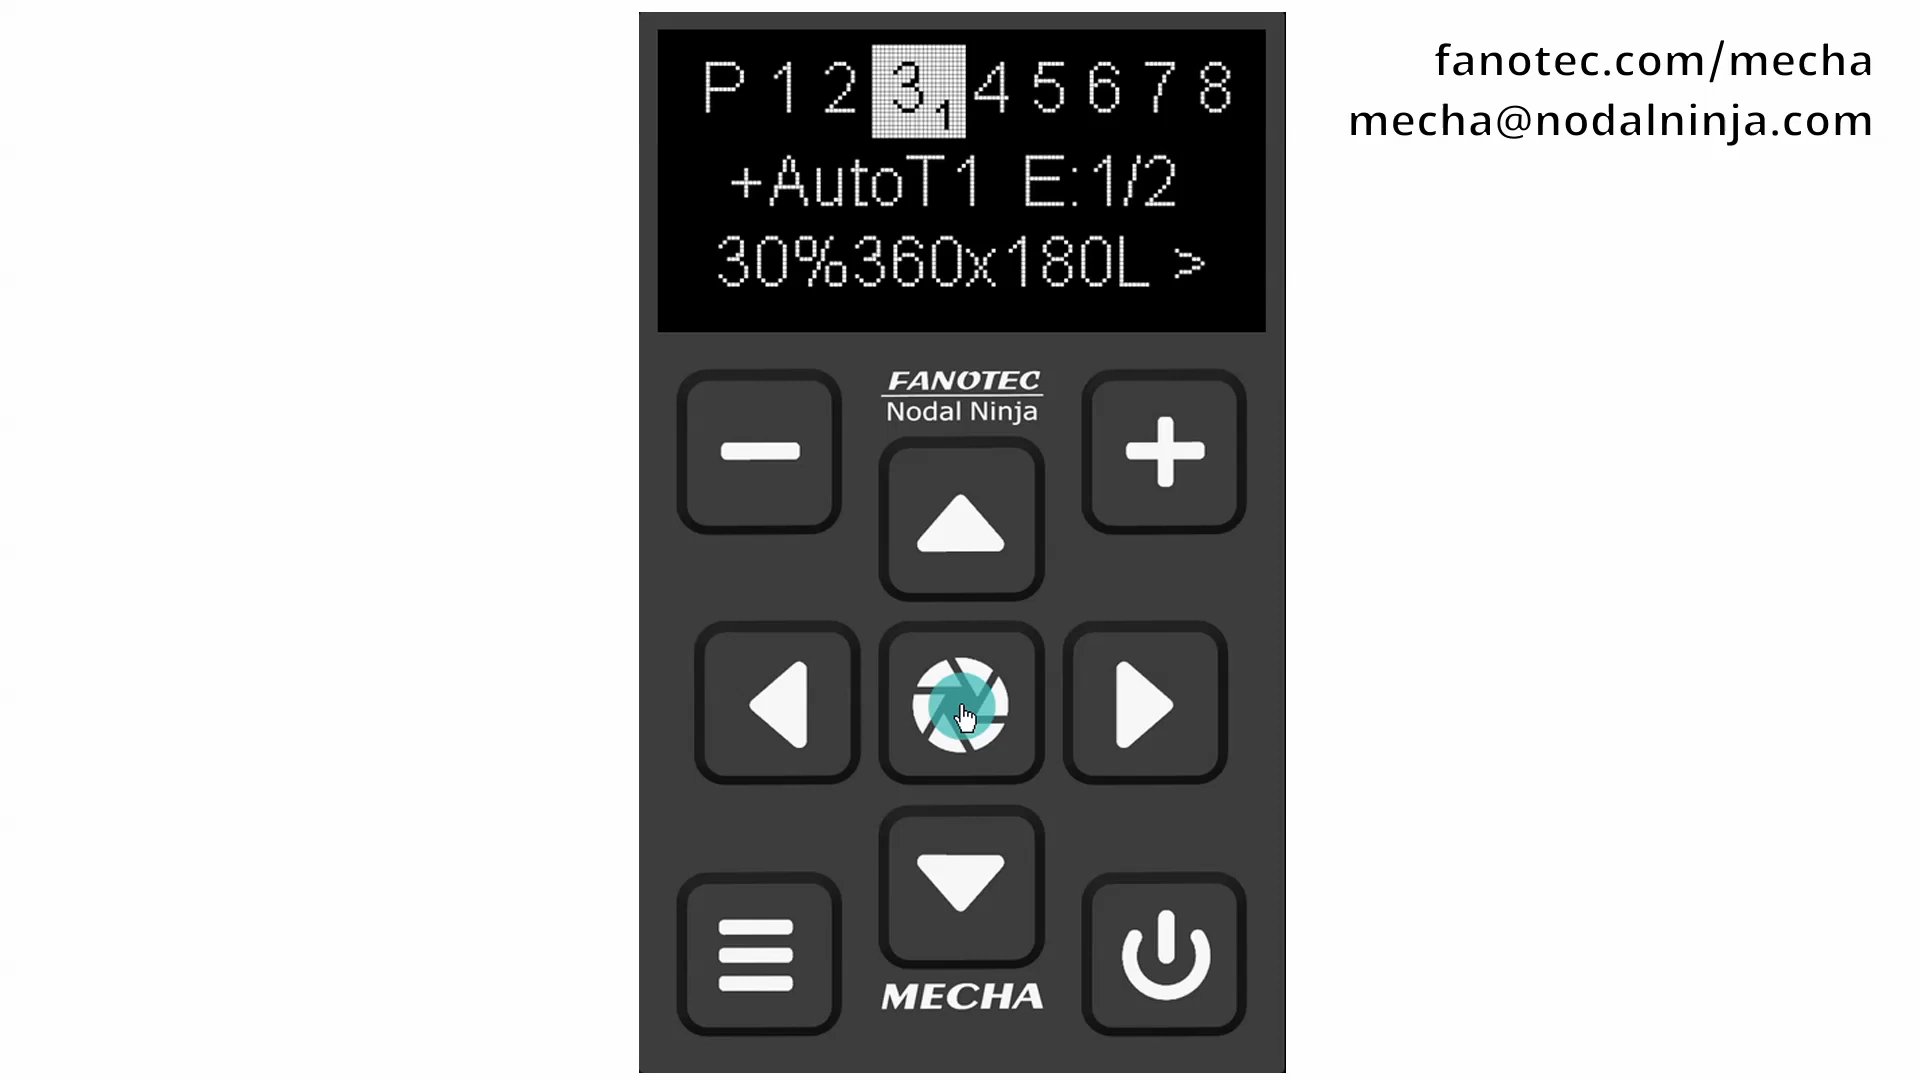 fanotec.com/mecha
mecha@nodalninja.com
P 1 2 3 1 4 5 6 7 8
+AutoT1 E:1/2
30%360x180L >
FANOTEC
Nodal Ninja
MECHA